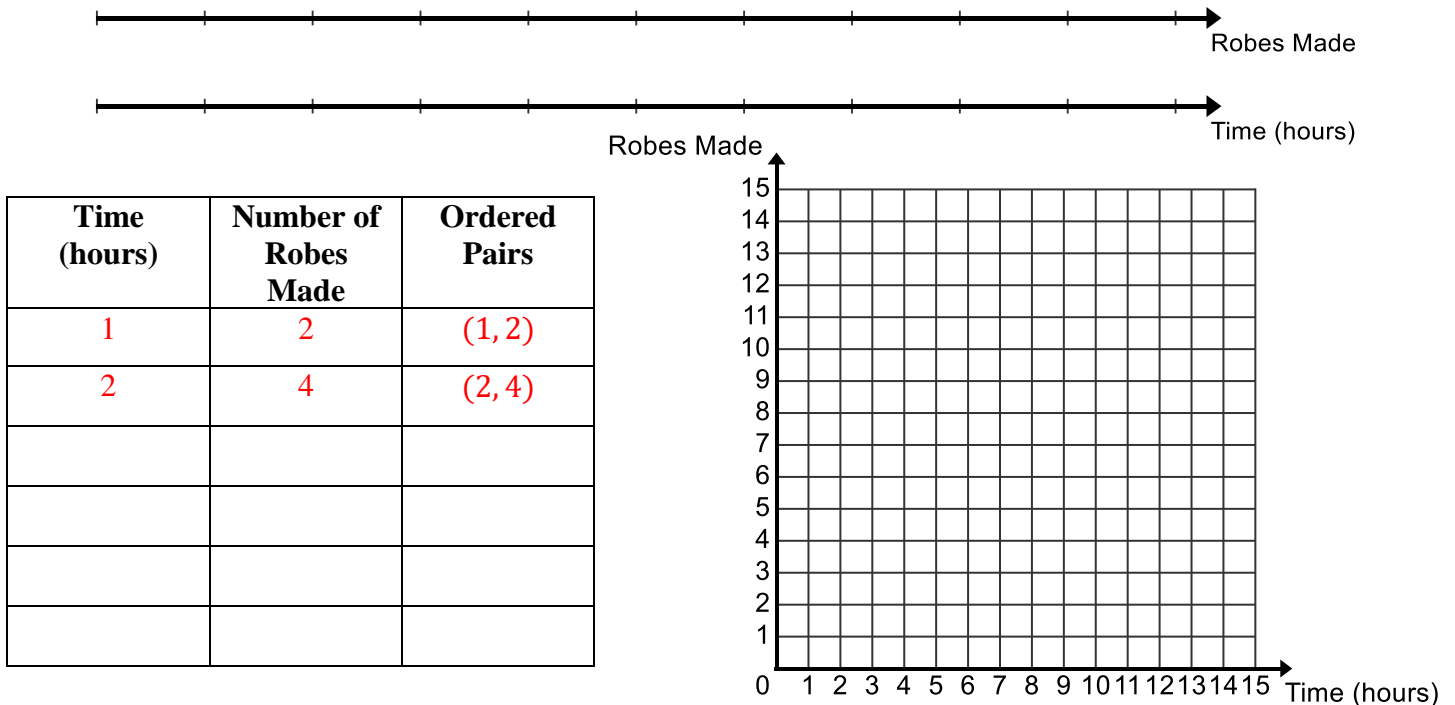 Robes Made
Time (hours)
Time
(hours)
Number of
Robes
Made
Ordered
Pairs
1
2
(1, 2)
2
4
(2, 4)
Robes Made
15
14
13
12
11
10
9
8
7
6
5
4
3
2
1
0 1 2 3 4 5 6 7 8 9 10 11 12 13 14 15
Time (hours)